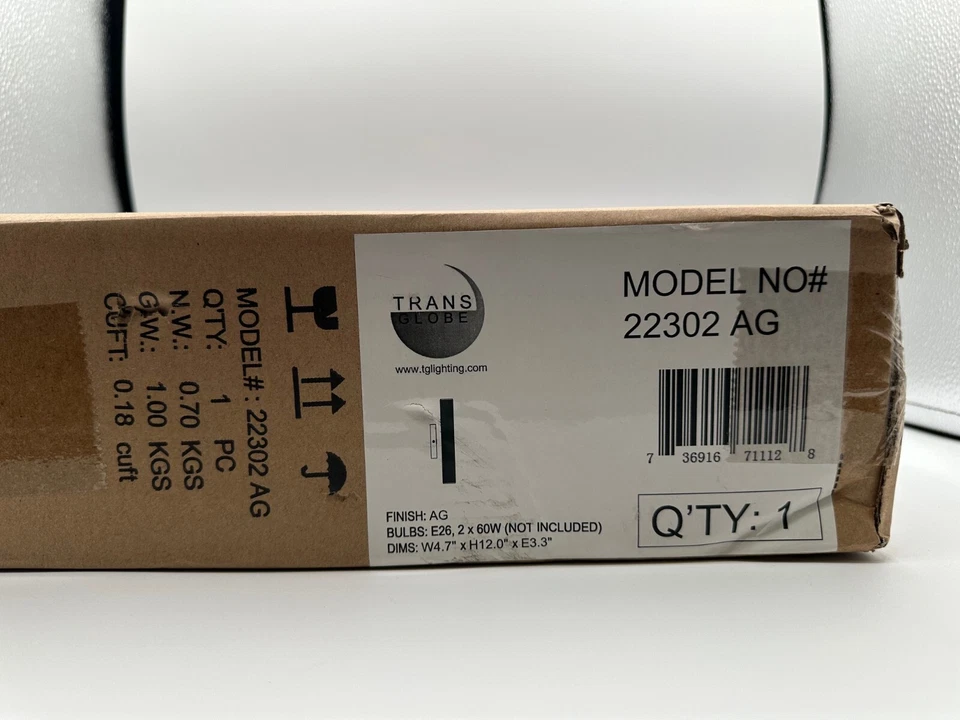 MODEL#: 22302 AG
Q'TY: 1 PC
N.W.: 0.70 KGS
G.W.: 1.00 KGS
CUFT: 0.18 cuft
TRANS
GLOBE
www.tglighting.com
FINISH: AG
BULBS: E26, 2 x 60W (NOT INCLUDED)
DIMS: W4.7" x H12.0" x E3.3"
MODEL NO#
22302 AG
7 36916 71112 8
Q'TY: 1